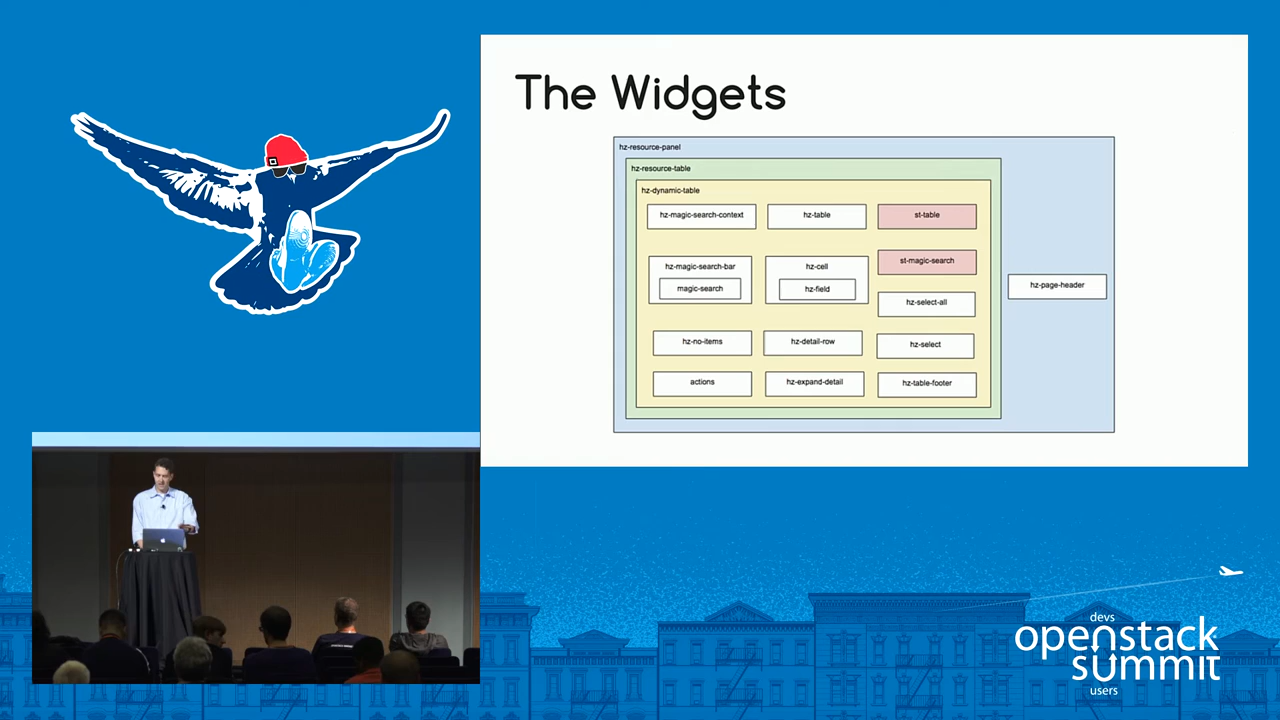 The Widgets
hz-resource-panel
hz-resource-table
hz-dynamic-table
hz-magic-search-context
hz-table
st-table
hz-magic-search-bar
magic-search
hz-cell
hz-field
st-magic-search
hz-select-all
hz-no-items
hz-detail-row
hz-select
actions
hz-expand-detail
hz-table-footer
hz-page-header
devs
openstack
summit
users